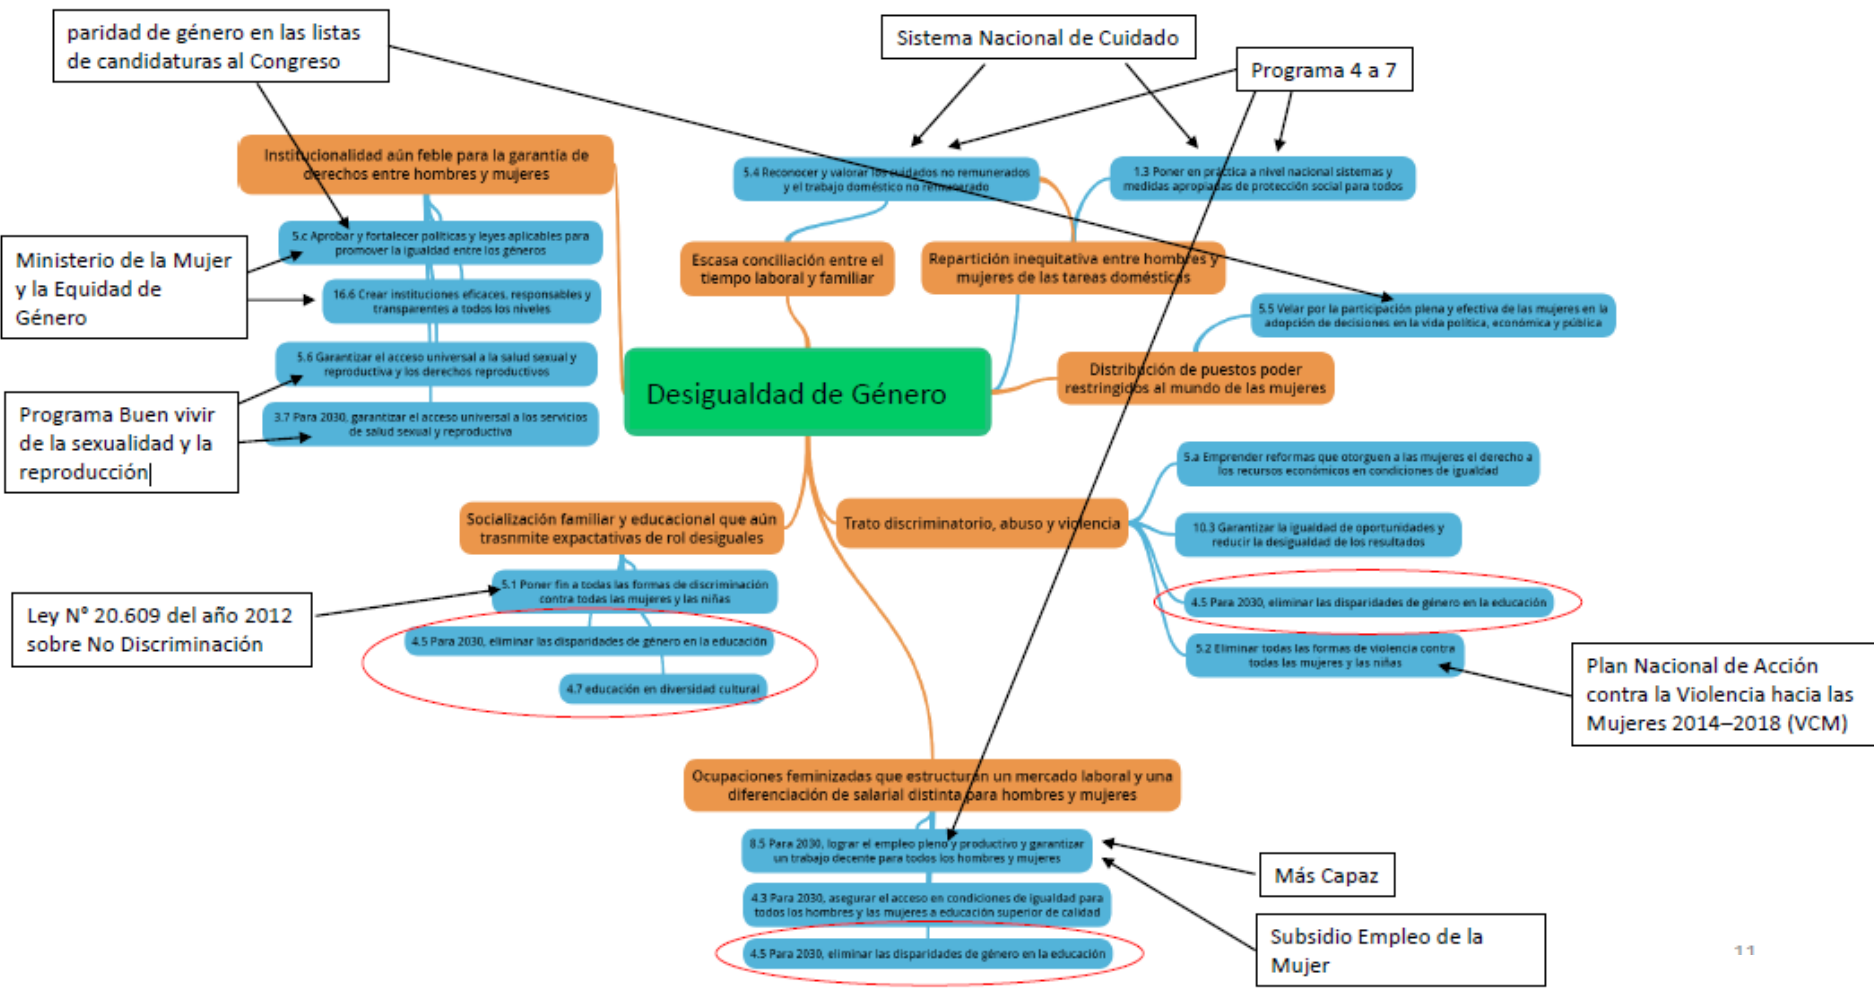 paridad de género en las listas
de candidaturas al Congreso
Sistema Nacional de Cuidado
Programa 4 a 7
Institucionalidad aún feble para la garantía de
derechos entre hombres y mujeres
5.4 Reconocer y valorar los cuidados no remunerados
y el trabajo doméstico no remunerado
1.3 Poner en práctica a nivel nacional sistemas y
medidas apropiadas de protección social para todos
5.c Aprobar y fortalecer políticas y leyes aplicables para
promover la igualdad entre los géneros
Ministerio de la Mujer
y la Equidad de
Género
Escasa conciliación entre el
tiempo laboral y familiar
Repartición inequitativa entre hombres y
mujeres de las tareas domésticas
16.6 Crear instituciones eficaces, responsables y
transparentes a todos los niveles
5.5 Velar por la participación plena y efectiva de las mujeres en la
adopción de decisiones en la vida política, económica y pública
5.6 Garantizar el acceso universal a la salud sexual y
reproductiva y los derechos reproductivos
Desigualdad de Género
Distribución de puestos poder
restringidos al mundo de las mujeres
Programa Buen vivir
de la sexualidad y la
reproducción
3.7 Para 2030, garantizar el acceso universal a los servicios
de salud sexual y reproductiva
5.a Emprender reformas que otorguen a las mujeres el derecho a
los recursos económicos en condiciones de igualdad
Socialización familiar y educacional que aún
trasnmite expactativas de rol desiguales
Trato discriminatorio, abuso y violencia
10.3 Garantizar la igualdad de oportunidades y
reducir la desigualdad de los resultados
5.1 Poner fin a todas las formas de discriminación
contra todas las mujeres y las niñas
4.5 Para 2030, eliminar las disparidades de género en la educación
Ley N° 20.609 del año 2012
sobre No Discriminación
4.5 Para 2030, eliminar las disparidades de género en la educación
5.2 Eliminar todas las formas de violencia contra
todas las mujeres y las niñas
4.7 educación en diversidad cultural
Plan Nacional de Acción
contra la Violencia hacia las
Mujeres 2014–2018 (VCM)
Ocupaciones feminizadas que estructuran un mercado laboral y una
diferenciación de salarial distinta para hombres y mujeres
8.5 Para 2030, lograr el empleo pleno y productivo y garantizar
un trabajo decente para todos los hombres y mujeres
Más Capaz
4.3 Para 2030, asegurar el acceso en condiciones de igualdad para
todos los hombres y las mujeres a educación superior de calidad
Subsidio Empleo de la
Mujer
4.5 Para 2030, eliminar las disparidades de género en la educación
11